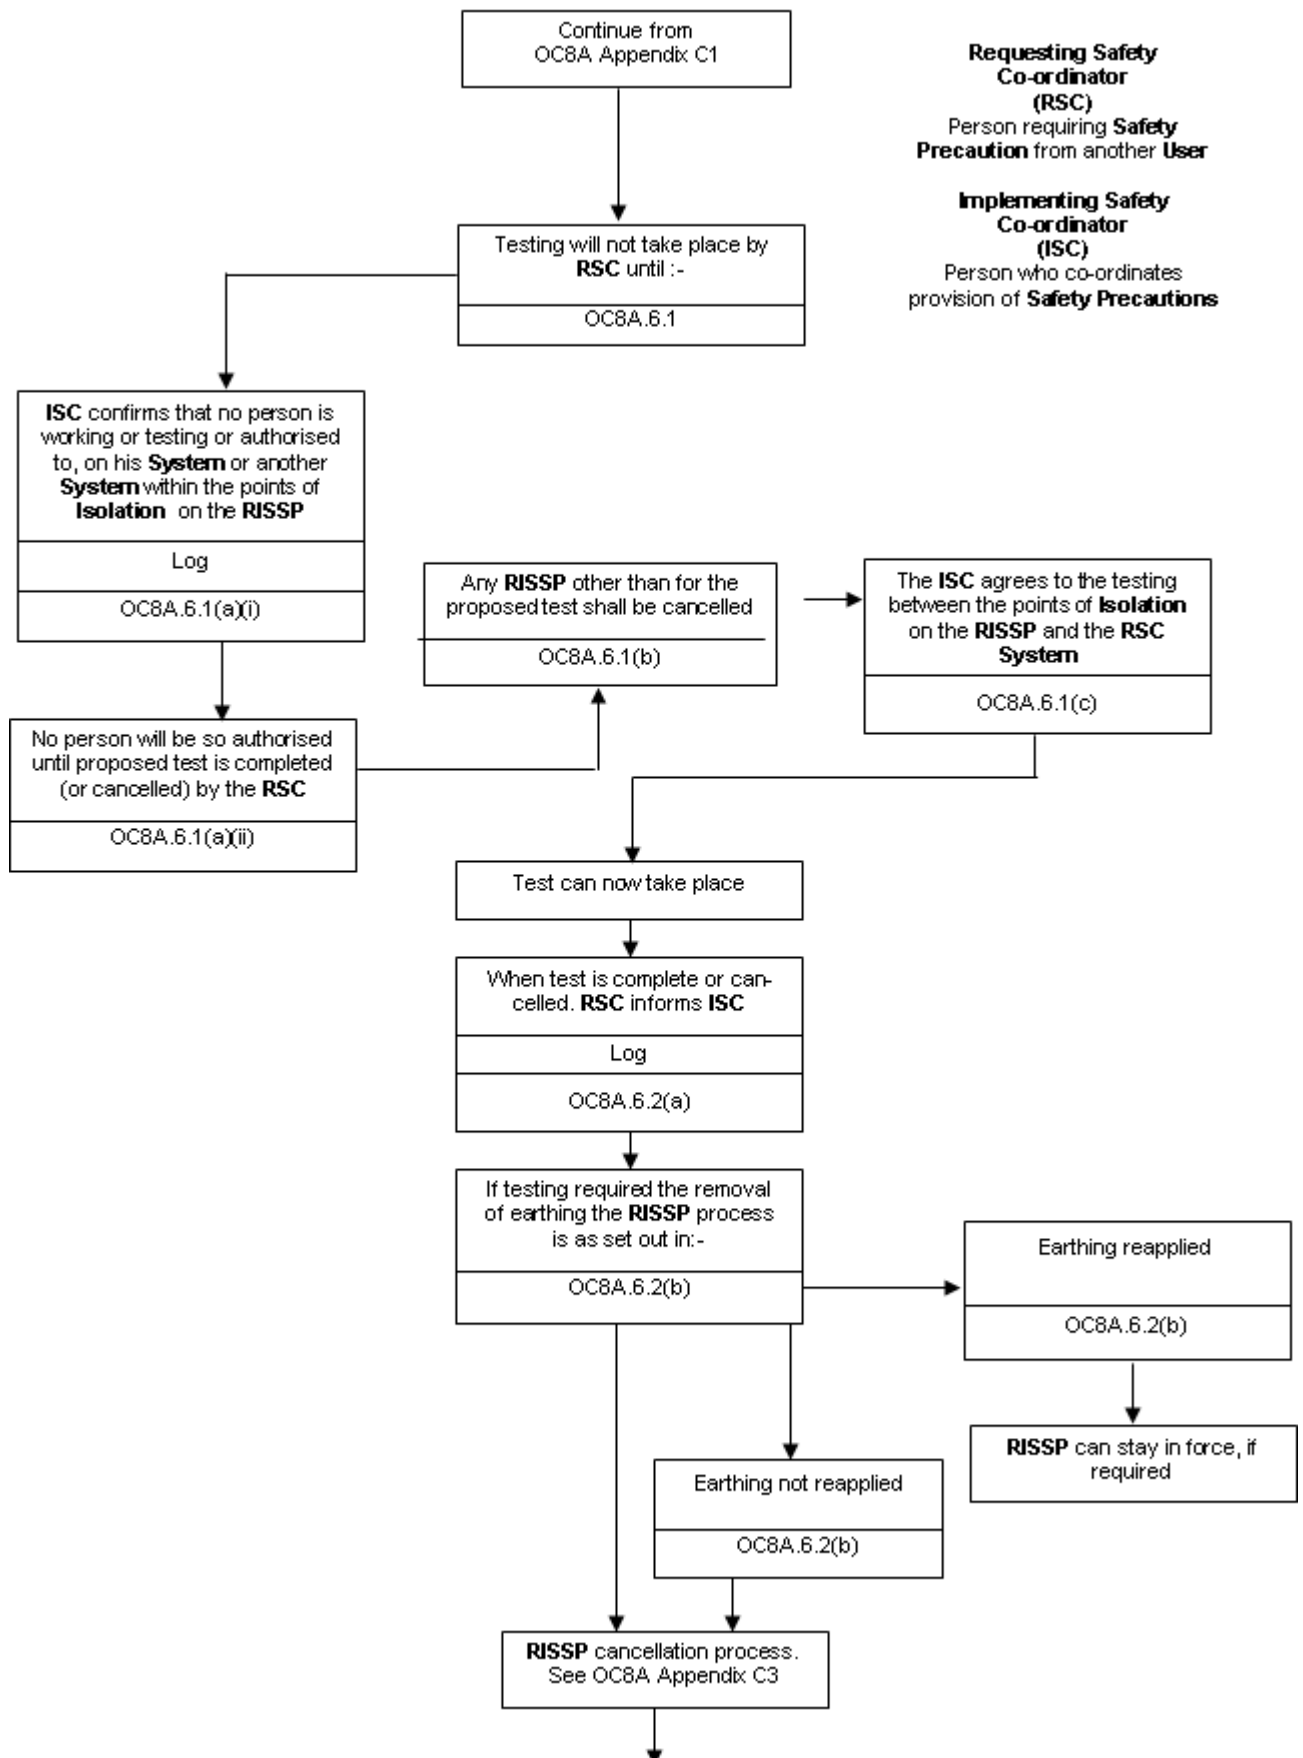 Continue from
OC8A Appendix C1
Requesting Safety
Co-ordinator
(RSC)
Person requiring Safety
Precaution from another User
Implementing Safety
Co-ordinator
(ISC)
Person who co-ordinates
provision of Safety Precautions
Testing will not take place by
RSC until :-
OC8A.6.1
ISC confirms that no person is
working or testing or authorised
to, on his System or another
System within the points of
Isolation on the RISSP
Log
OC8A.6.1(a)(i)
No person will be so authorised
until proposed test is completed
(or cancelled) by the RSC
OC8A.6.1(a)(ii)
Any RISSP other than for the
proposed test shall be cancelled
OC8A.6.1(b)
The ISC agrees to the testing
between the points of Isolation
on the RISSP and the RSC
System
OC8A.6.1(c)
Test can now take place
When test is complete or can-
celled. RSC informs ISC
Log
OC8A.6.2(a)
If testing required the removal
of earthing the RISSP process
is as set out in:-
OC8A.6.2(b)
Earthing reapplied
OC8A.6.2(b)
RISSP can stay in force, if
required
Earthing not reapplied
OC8A.6.2(b)
RISSP cancellation process.
See OC8A Appendix C3